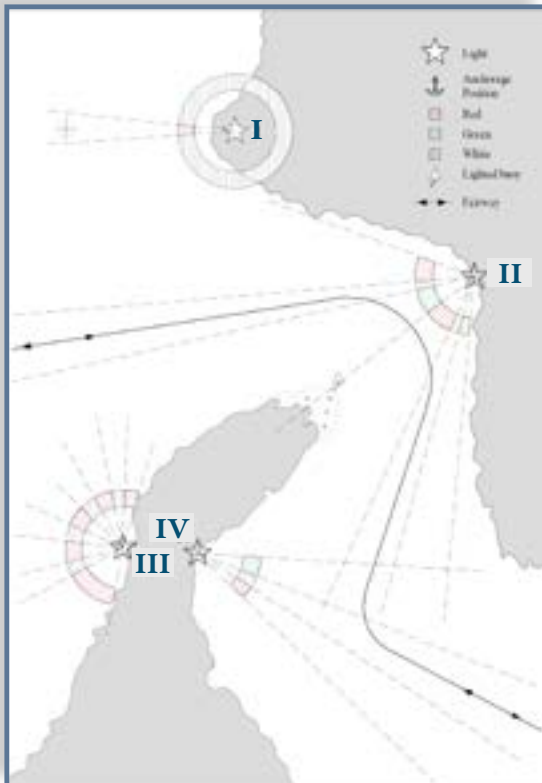 Light
Anchorage
Position
Red
Green
White
Lighted buoy
Fairway
I
II
IV
III